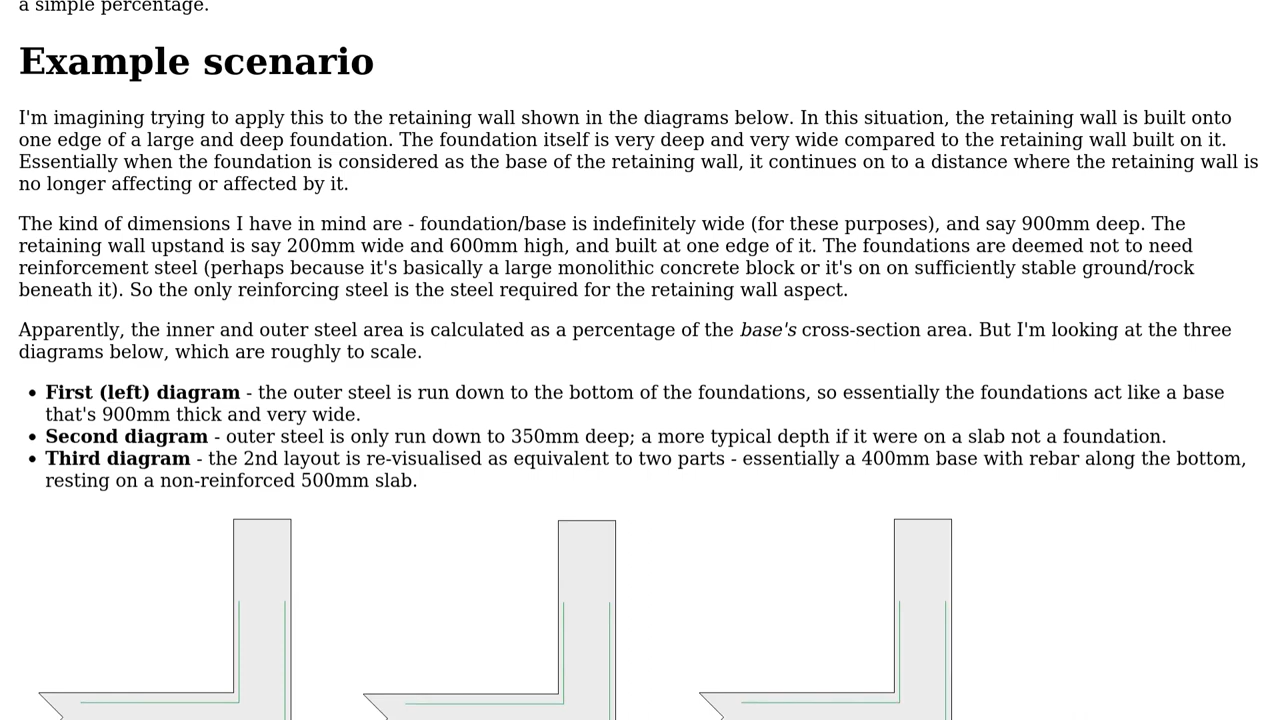 a simple percentage.
Example scenario
I'm imagining trying to apply this to the retaining wall shown in the diagrams below. In this situation, the retaining wall is built onto
one edge of a large and deep foundation. The foundation itself is very deep and very wide compared to the retaining wall built on it.
Essentially when the foundation is considered as the base of the retaining wall, it continues on to a distance where the retaining wall is
no longer affecting or affected by it.
The kind of dimensions I have in mind are - foundation/base is indefinitely wide (for these purposes), and say 900mm deep. The
retaining wall upstand is say 200mm wide and 600mm high, and built at one edge of it. The foundations are deemed not to need
reinforcement steel (perhaps because it's basically a large monolithic concrete block or it's on on sufficiently stable ground/rock
beneath it). So the only reinforcing steel is the steel required for the retaining wall aspect.
Apparently, the inner and outer steel area is calculated as a percentage of the base's cross-section area. But I'm looking at the three
diagrams below, which are roughly to scale.
• First (left) diagram - the outer steel is run down to the bottom of the foundations, so essentially the foundations act like a base
that's 900mm thick and very wide.
• Second diagram - outer steel is only run down to 350mm deep; a more typical depth if it were on a slab not a foundation.
• Third diagram - the 2nd layout is re-visualised as equivalent to two parts - essentially a 400mm base with rebar along the bottom,
resting on a non-reinforced 500mm slab.